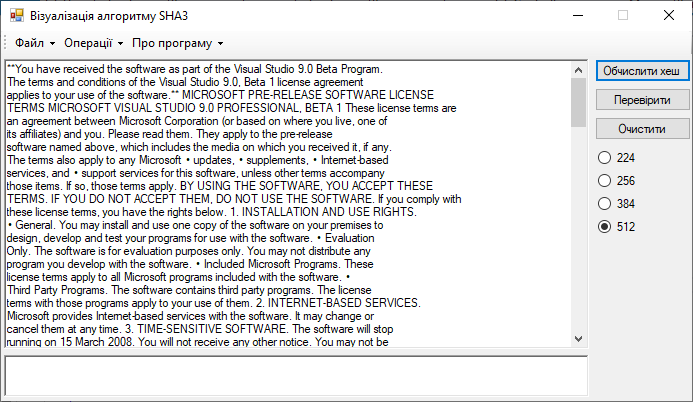 Візуалізація алгоритму SHA3
Файл Операції Про програму
**You have received the software as part of the Visual Studio 9.0 Beta Program.
The terms and conditions of the Visual Studio 9.0, Beta 1 license agreement
applies to your use of the software.** MICROSOFT PRE-RELEASE SOFTWARE LICENSE
TERMS MICROSOFT VISUAL STUDIO 9.0 PROFESSIONAL, BETA 1 These license terms are
an agreement between Microsoft Corporation (or based on where you live, one of
its affiliates) and you. Please read them. They apply to the pre-release
software named above, which includes the media on which you received it, if any.
The terms also apply to any Microsoft • updates, • supplements, • Internet-based
services, and • support services for this software, unless other terms accompany
those items. If so, those terms apply. BY USING THE SOFTWARE, YOU ACCEPT THESE
TERMS. IF YOU DO NOT ACCEPT THEM, DO NOT USE THE SOFTWARE. If you comply with
these license terms, you have the rights below. 1. INSTALLATION AND USE RIGHTS.
• General. You may install and use one copy of the software on your premises to
design, develop and test your programs for use with the software. • Evaluation
Only. The software is for evaluation purposes only. You may not distribute any
program you develop with the software. • Included Microsoft Programs. These
license terms apply to all Microsoft programs included with the software. •
Third Party Programs. The software contains third party programs. The license
terms with those programs apply to your use of them. 2. INTERNET-BASED SERVICES.
Microsoft provides Internet-based services with the software. It may change or
cancel them at any time. 3. TIME-SENSITIVE SOFTWARE. The software will stop
running on 15 March 2008. You will not receive any other notice. You may not be
Обчислити хеш
Перевірити
Очистити
224
256
384
512